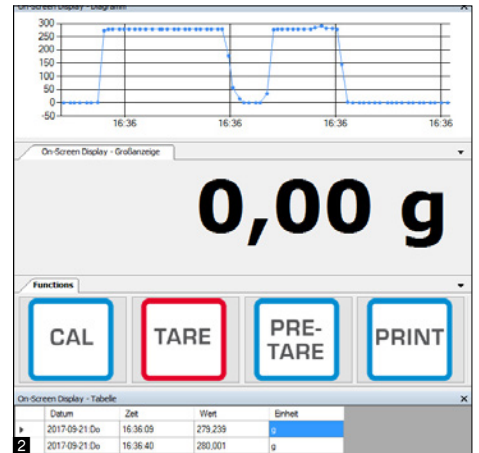 On-Screen Display - Diagramm x
300
250
200
150
100
50
0
-50
16:36 16:36 16:36 16:36
On-Screen Display - Großanzeige
0,00 g
Functions
CAL TARE PRE-TARE PRINT
On-Screen Display - Tabelle x
Datum Zeit Wert Einheit
2017-09-21:Do 16:36:09 279,239 g
2 2017-09-21:Do 16:36:40 280,001 g